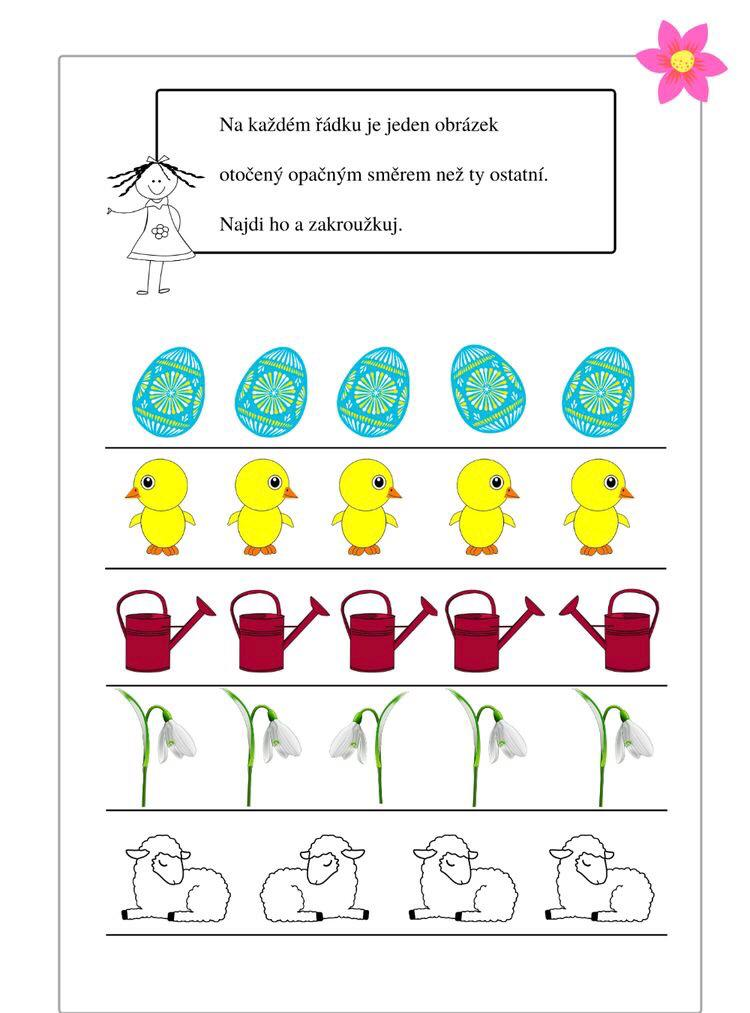 Na každém řádku je jeden obrázek
otočený opačným směrem než ty ostatní.
Najdi ho a zakroužkuj.